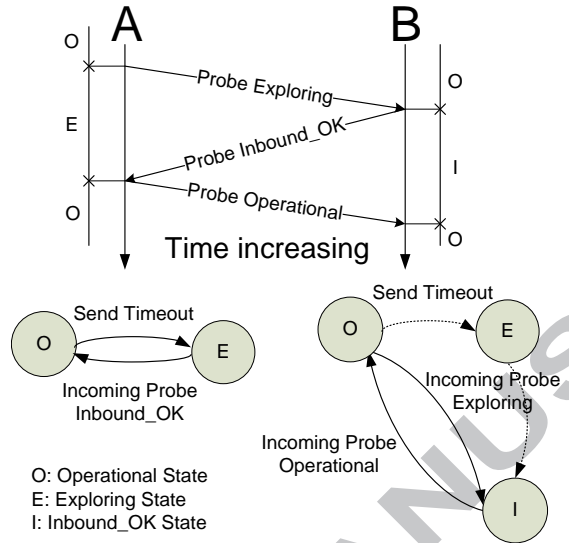 A
B
O
O
Probe Exploring
E
Probe Inbound_OK
I
Probe Operational
O
O
Time increasing
Send Timeout
O
E
Incoming Probe
Inbound_OK
Send Timeout
O
E
Incoming Probe
Exploring
Incoming Probe
Operational
I
O: Operational State
E: Exploring State
I: Inbound_OK State
ANUS